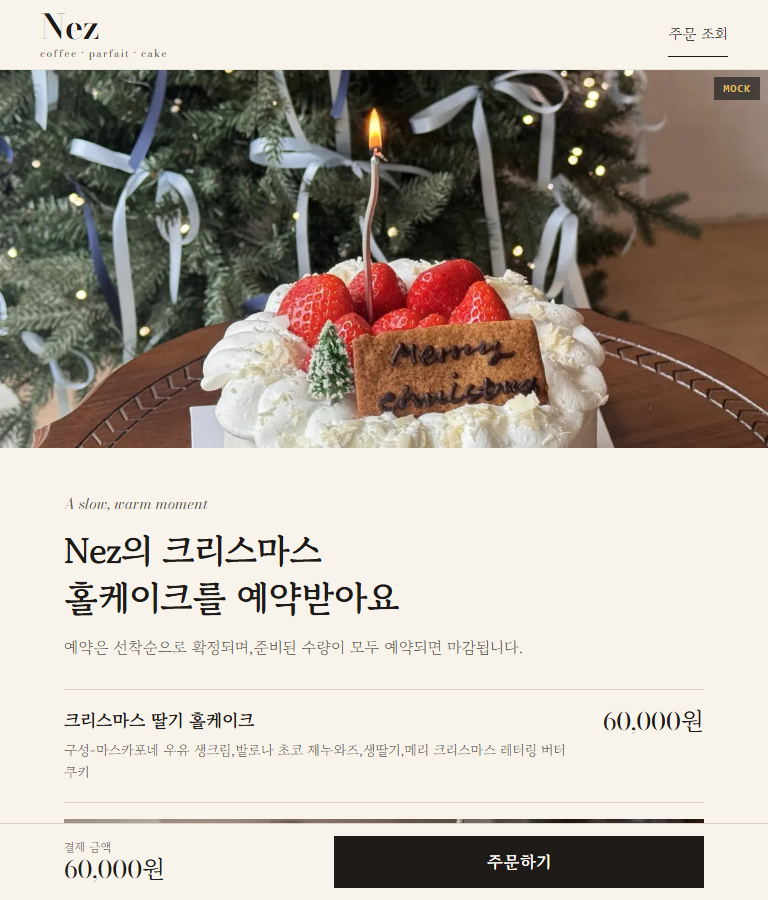 Nez
coffee · parfait · cake
주문 조회
MOCK
Merry
christmas
A slow, warm moment
Nez의 크리스마스
홀케이크를 예약받아요
예약은 선착순으로 확정되며,준비된 수량이 모두 예약되면 마감됩니다.
크리스마스 딸기 홀케이크
60,000원
구성-마스카포네 우유 생크림,발로나 초코 제누와즈,생딸기,메리 크리스마스 레터링 버터
쿠키
결제 금액
60,000원
주문하기